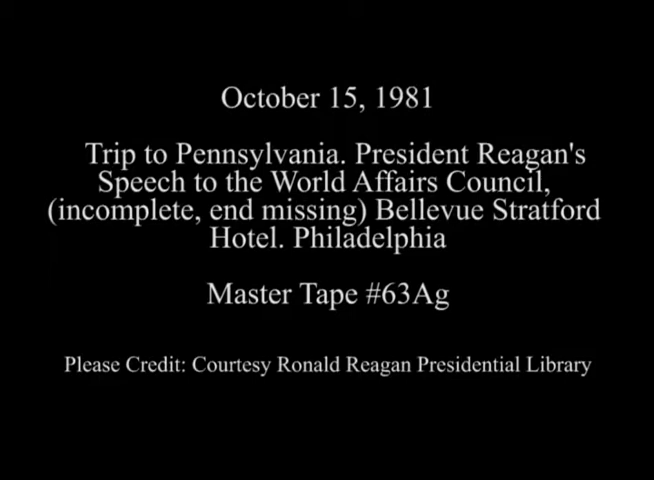 October 15, 1981
Trip to Pennsylvania. President Reagan's
Speech to the World Affairs Council,
(incomplete, end missing) Bellevue Stratford
Hotel. Philadelphia
Master Tape #63Ag
Please Credit: Courtesy Ronald Reagan Presidential Library